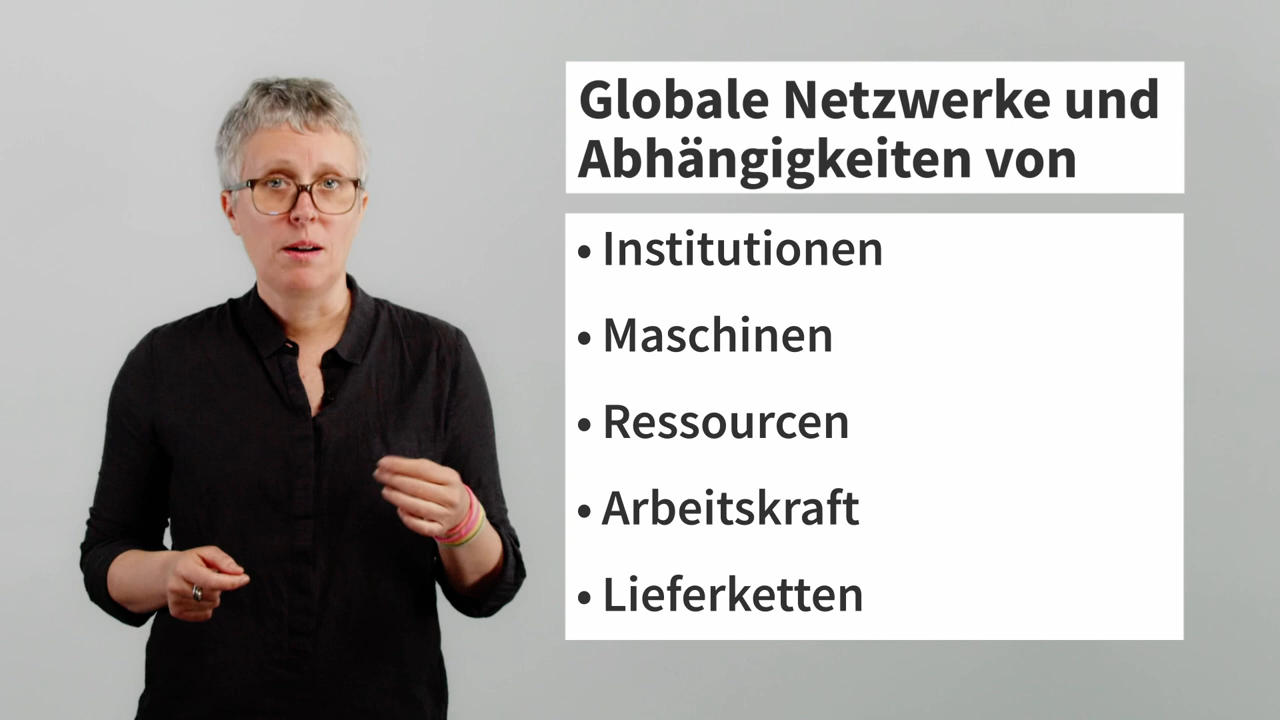 Globale Netzwerke und
Abhängigkeiten von
• Institutionen
• Maschinen
• Ressourcen
• Arbeitskraft
• Lieferketten